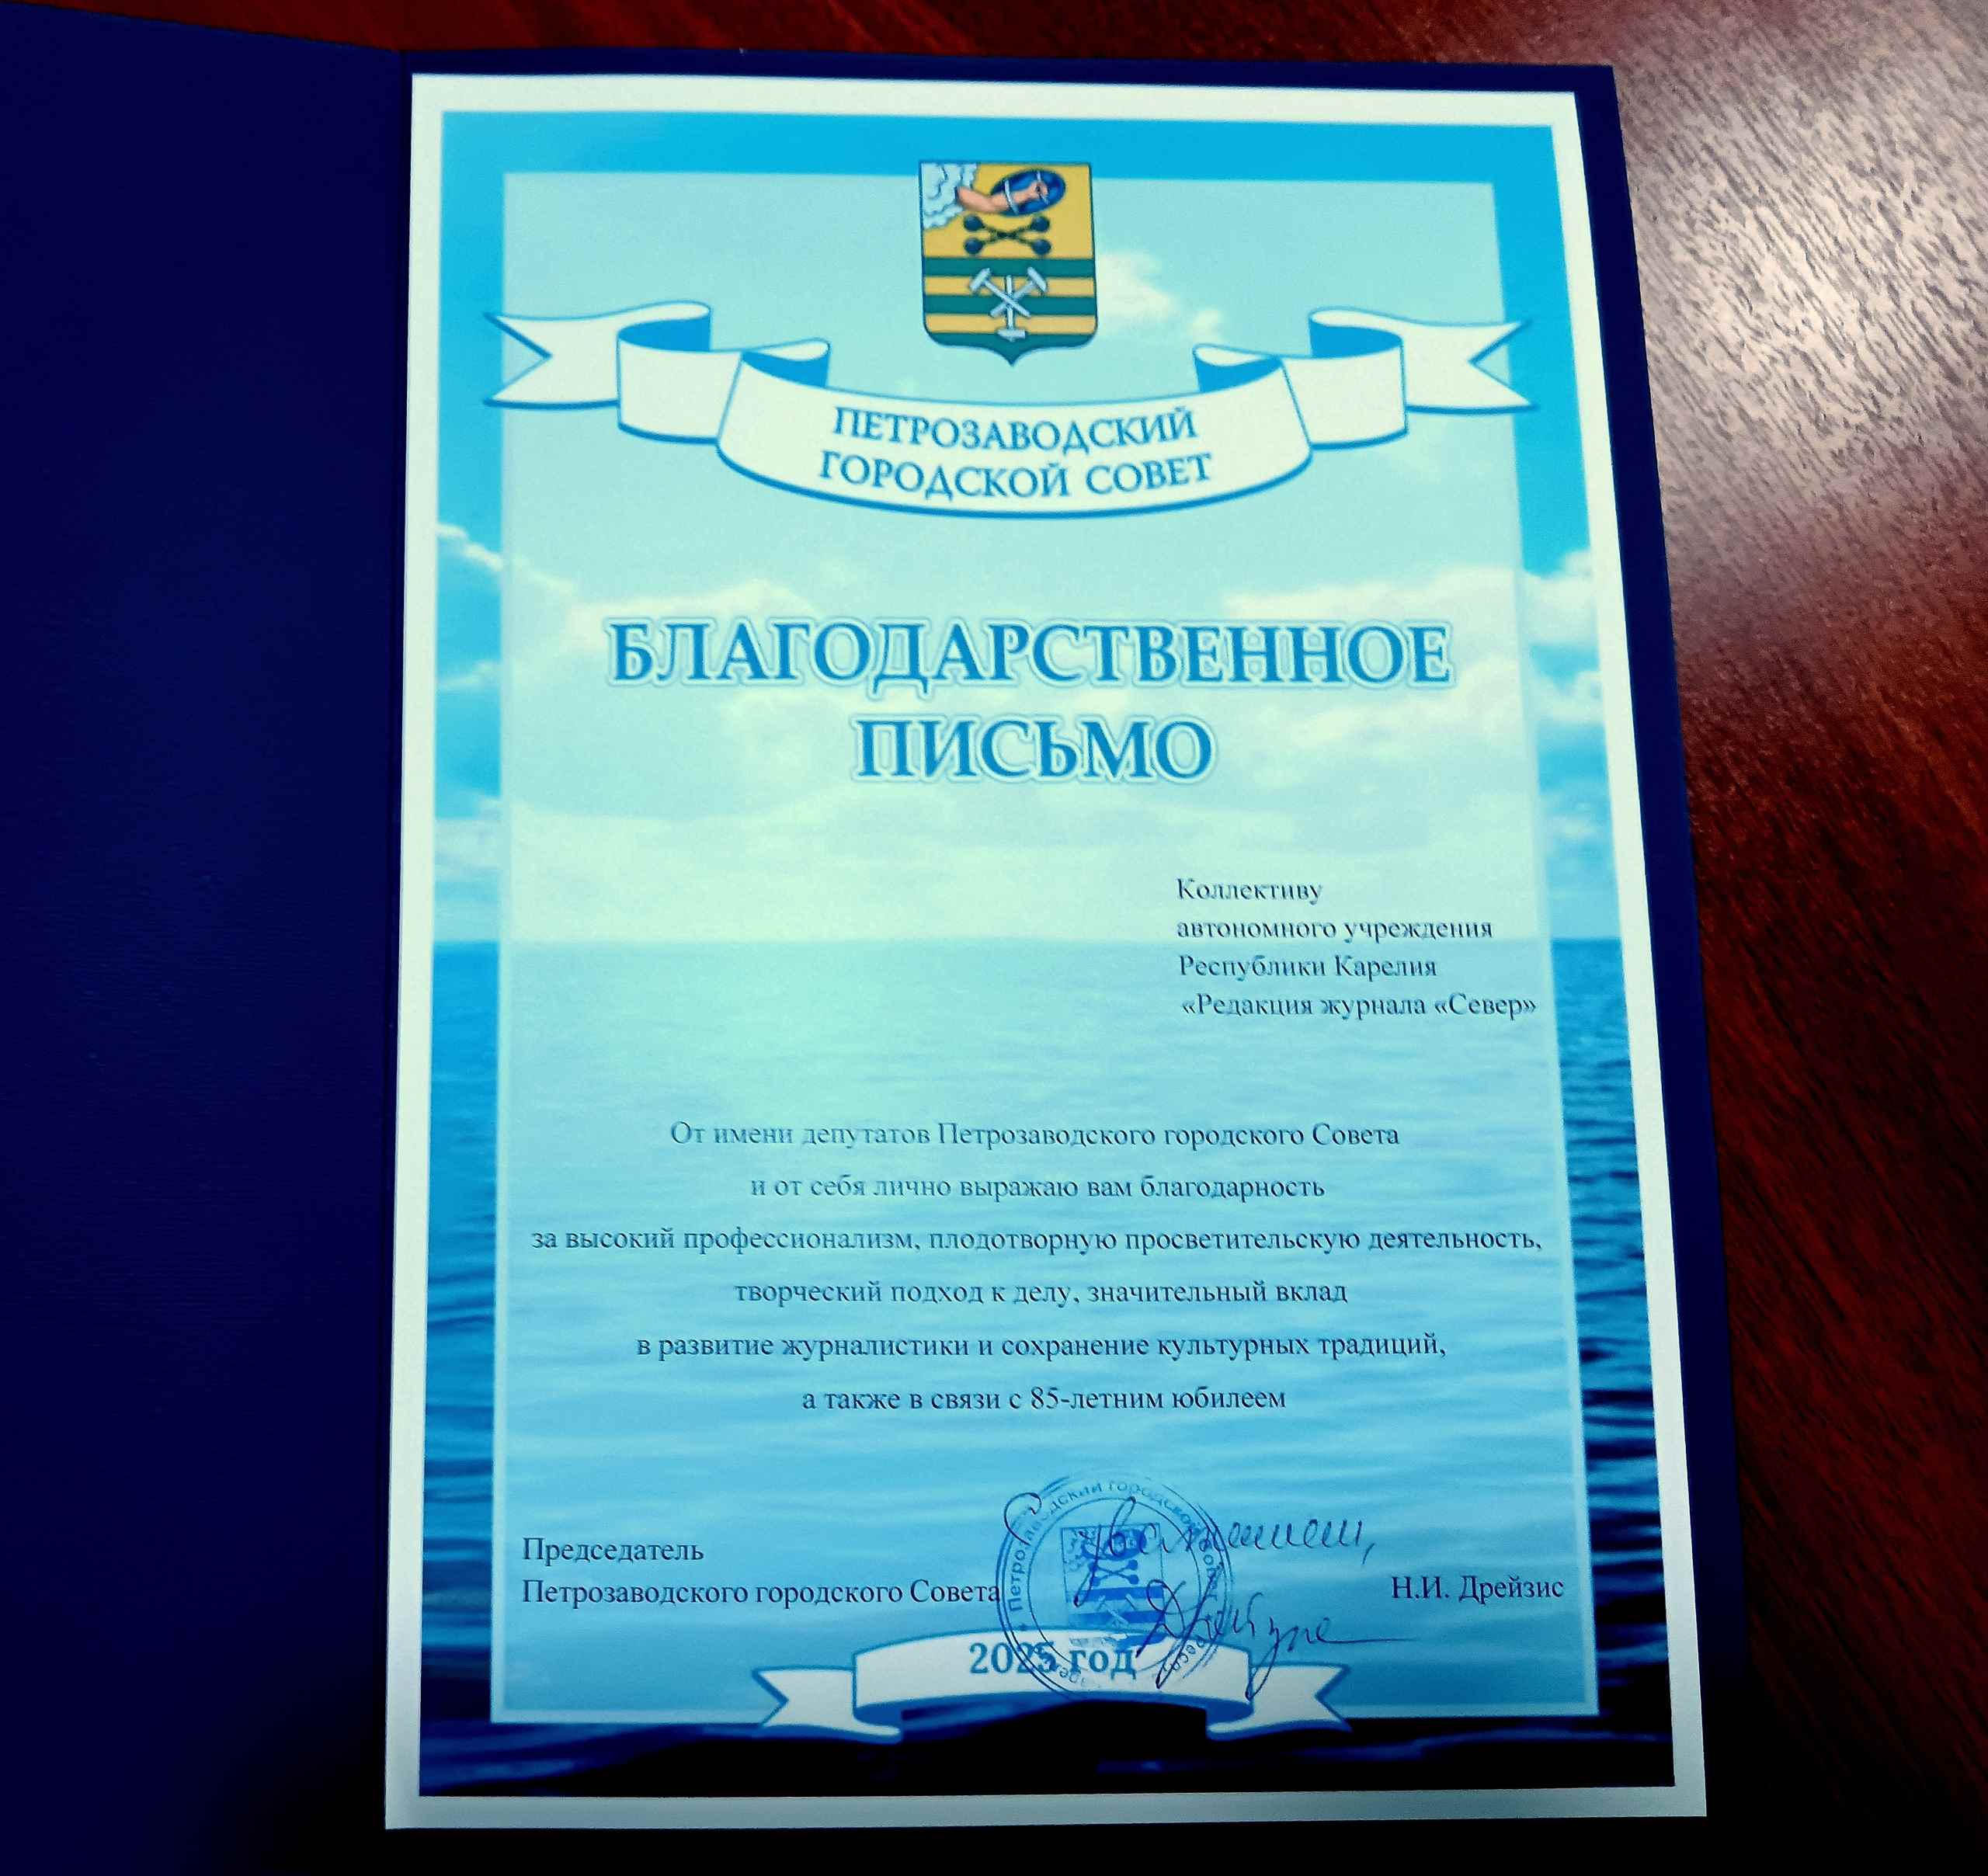 ПЕТРОЗАВОДСКИЙ
ГОРОДСКОЙ СОВЕТ
БЛАГОДАРСТВЕННОЕ
ПИСЬМО
Коллективу
автономного учреждения
Республики Карелия
«Редакция журнала «Север»
От имени депутатов Петрозаводского городского Совета
и от себя лично выражаю вам благодарность
за высокий профессионализм, плодотворную просветительскую деятельность,
творческий подход к делу, значительный вклад
в развитие журналистики и сохранение культурных традиций,
а также в связи с 85-летним юбилеем
Председатель
Петрозаводского городского Совета
Н.И. Дрейзис
Петрозаводский городской
2025 год